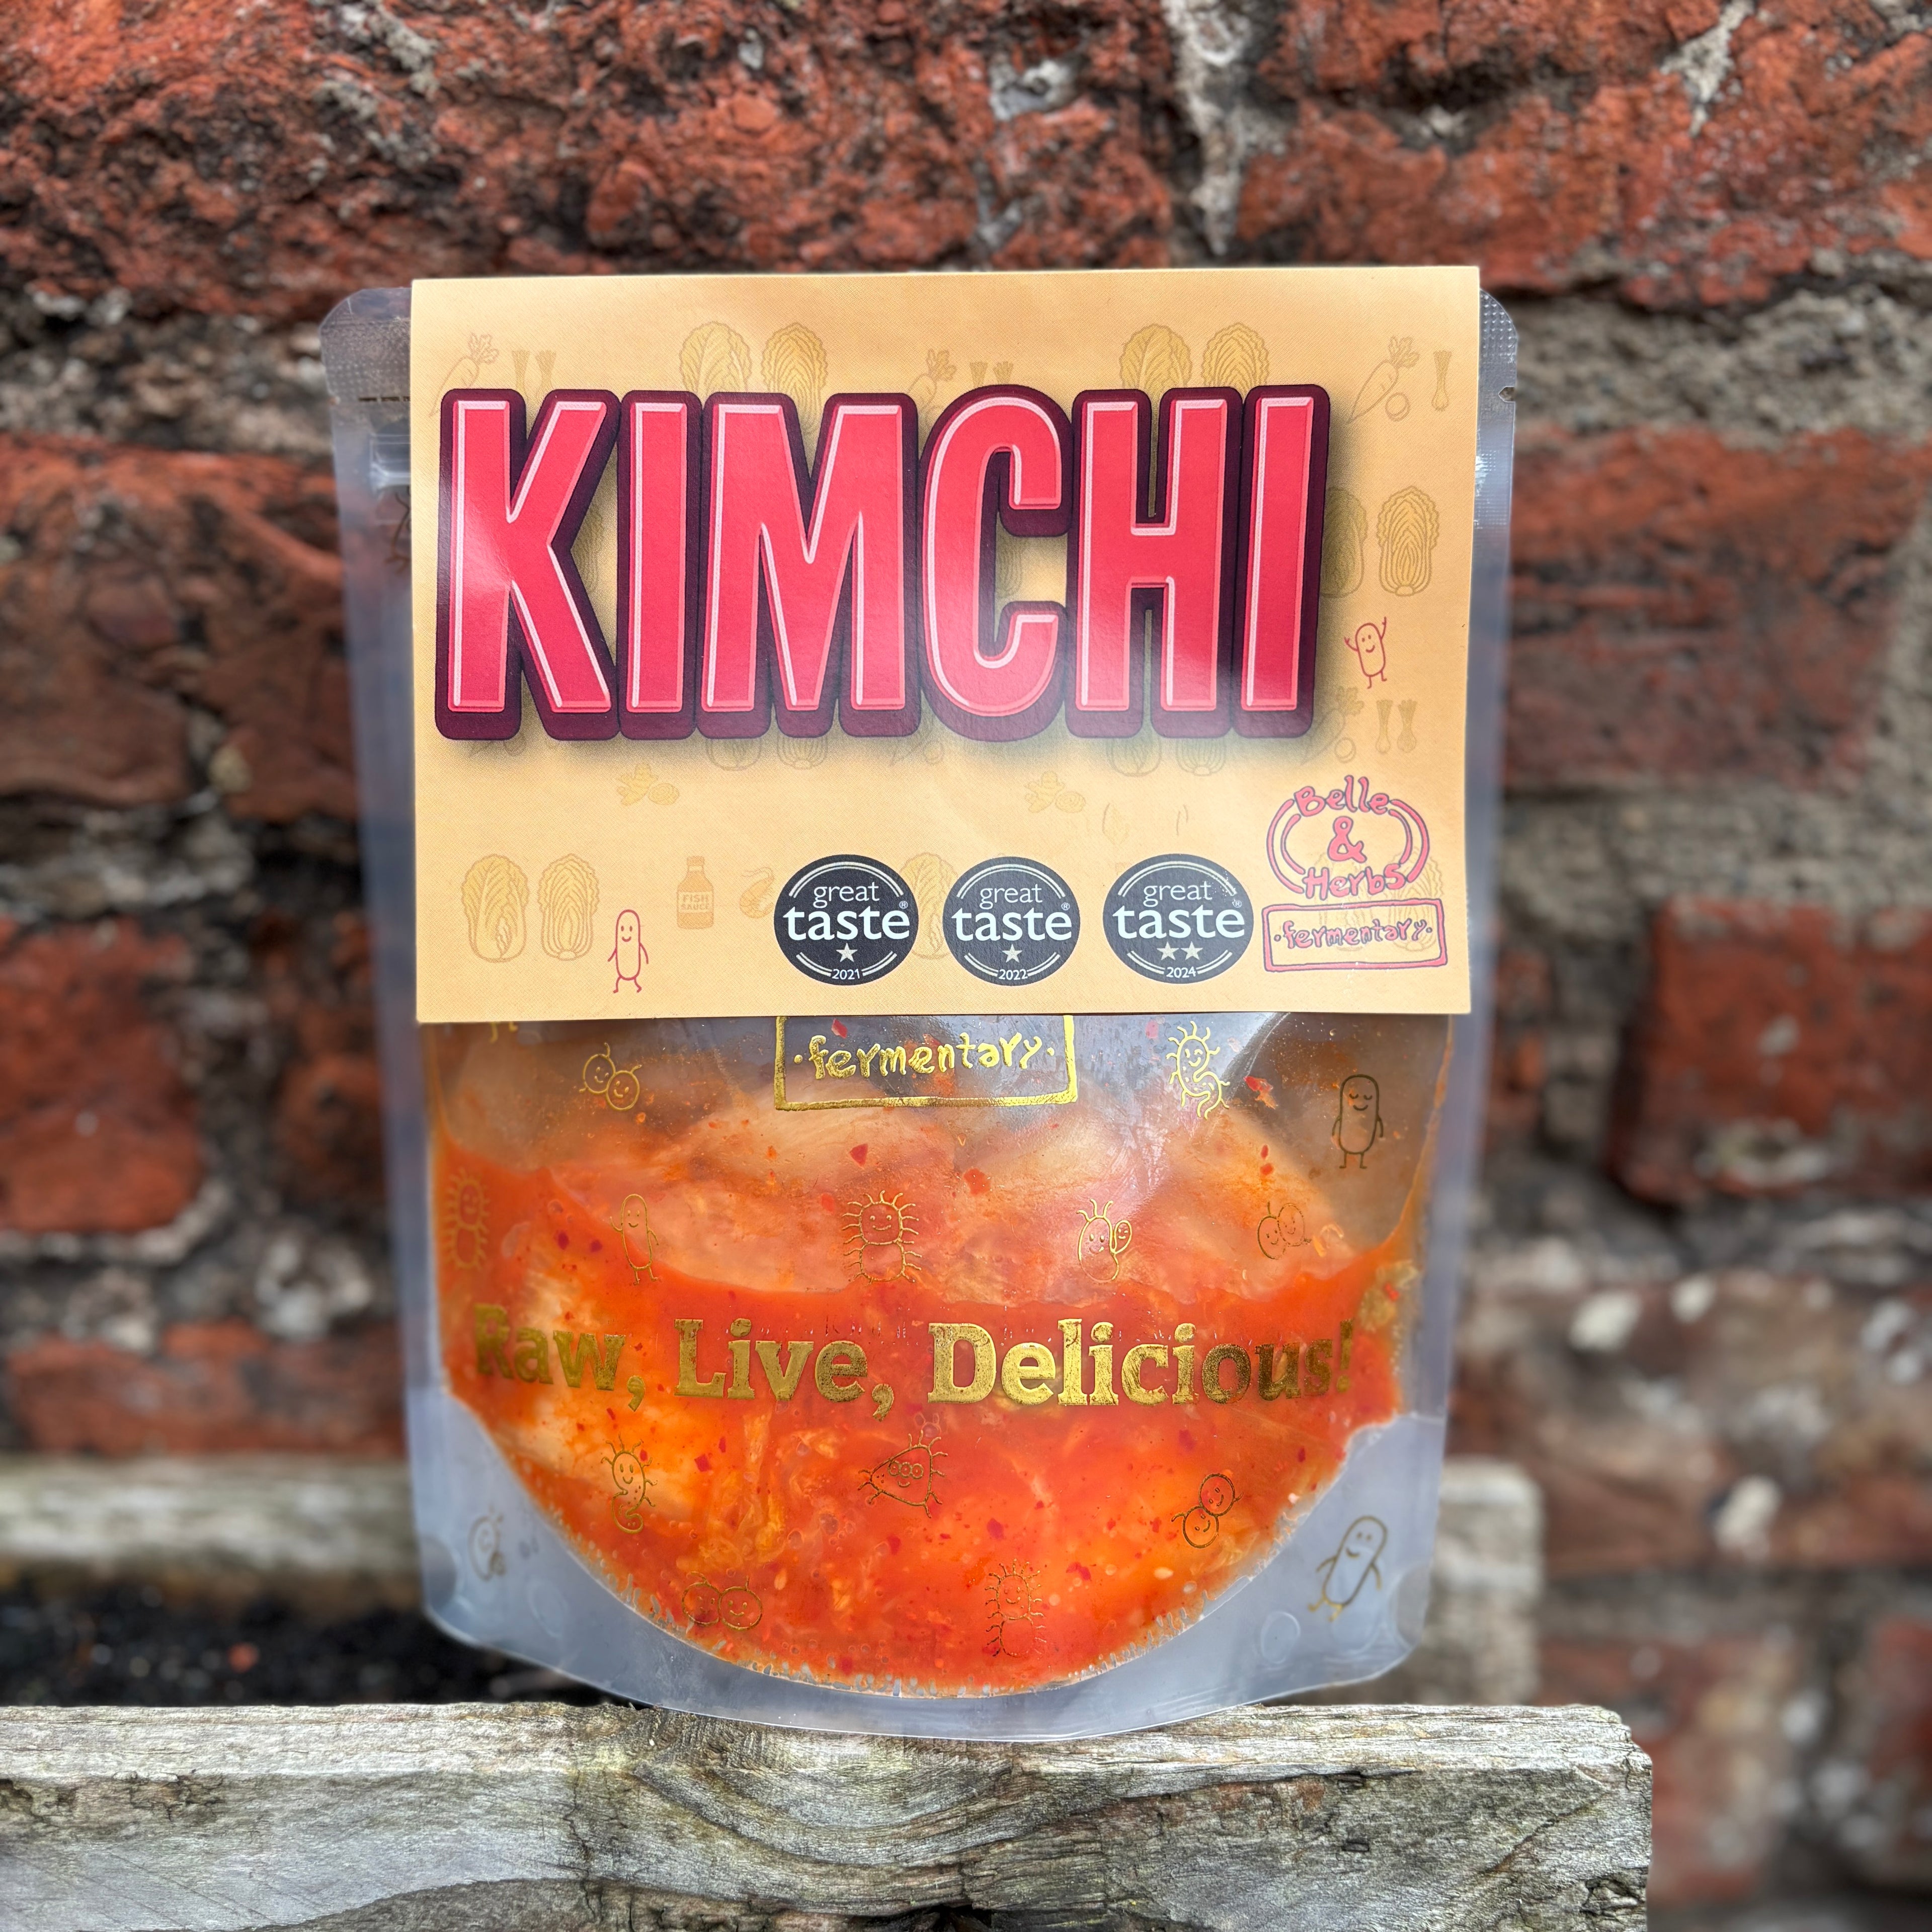 KIMCHI
Belle
&
Herbs
·fermentary·
FISH
SAUCE
great
taste®
2021
great
taste®
2022
great
taste®
2024
·fermentary·
Raw, Live, Delicious!